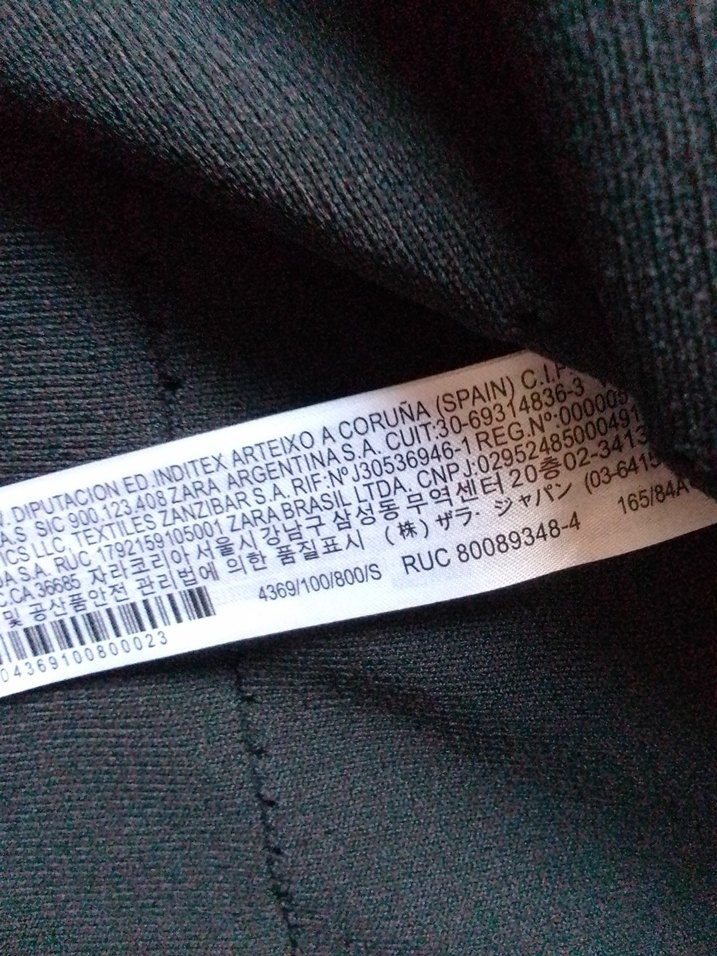 DIPUTACION ED.INDITEX ARTEIXO A CORUÑA (SPAIN) C.I.F.
SIC 900.123.408 ZARA ARGENTINA S.A. CUIT:30-69314836-3
LLC, TEXTILES ZANZIBAR S.A. RIF:NºJ30536946-1 REG.Nº:000005
S.A. RUC 1792159105001 ZARA BRASIL LTDA. CNPJ:02952485000491
CA 36685 자라코리아 서울시 강남구 삼성동 무역센터 20층 02-3413
및 공산품안전 관리법에 의한 품질표시 (株) ザラ・ジャパン (03-6415
4369/100/800/S RUC 80089348-4 165/84A
04369100800023